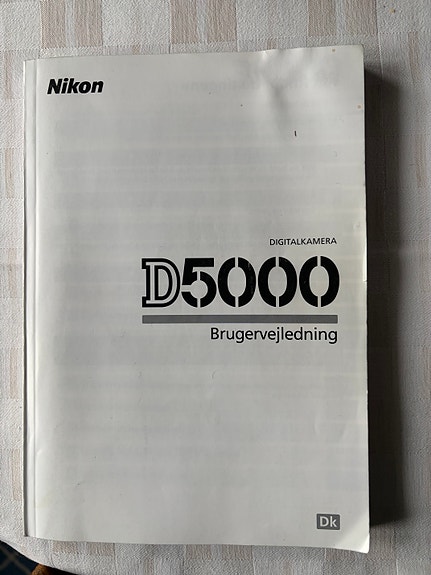 Nikon
DIGITALKAMERA
D5000
Brugervejledning
Dk